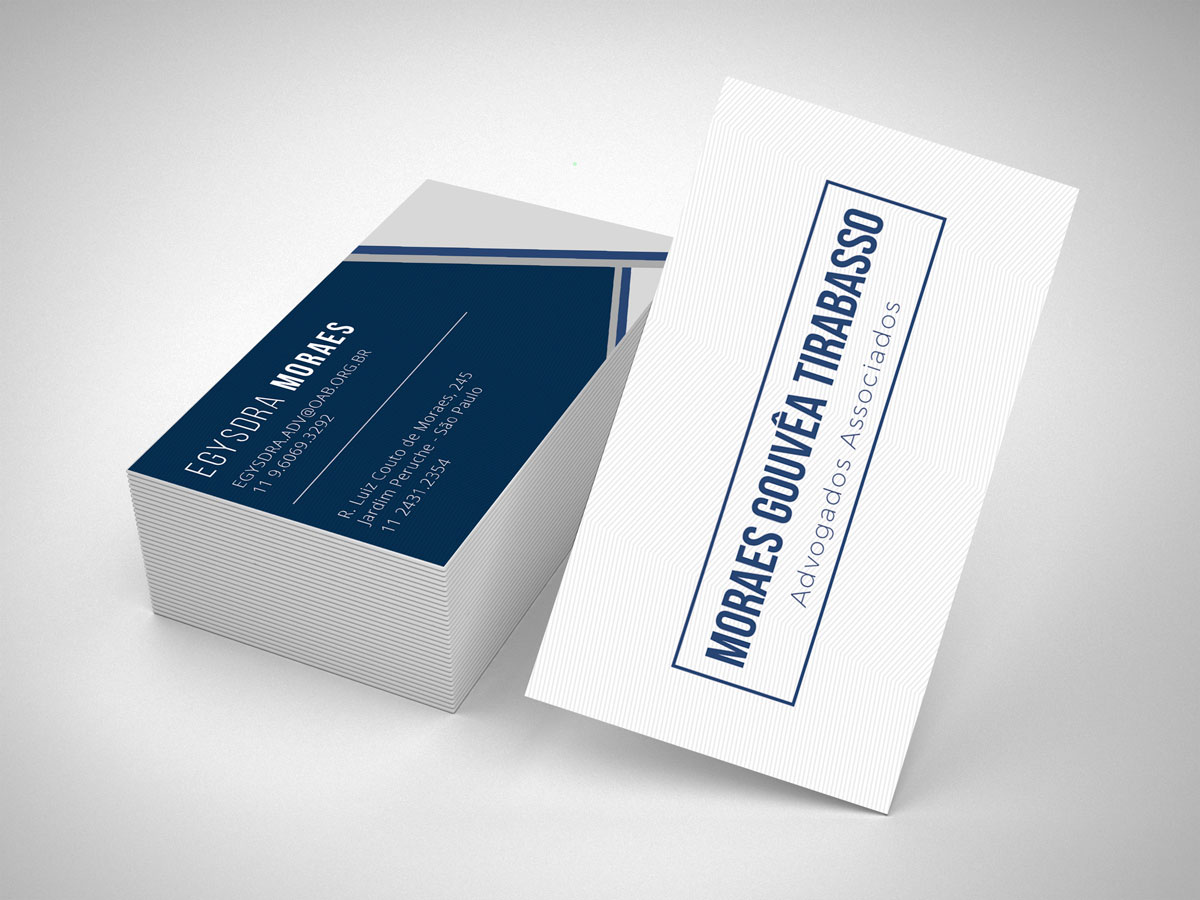 EGYSDRA MORAES
EGYSDRA.ADV@OAB.ORG.BR
11 9.6069.3292
R. Luiz Couto de Moraes, 245
Jardim Peruche - São Paulo
11 2431.2354
MORAES GOUVÊA TIRABASSO
Advogados Associados